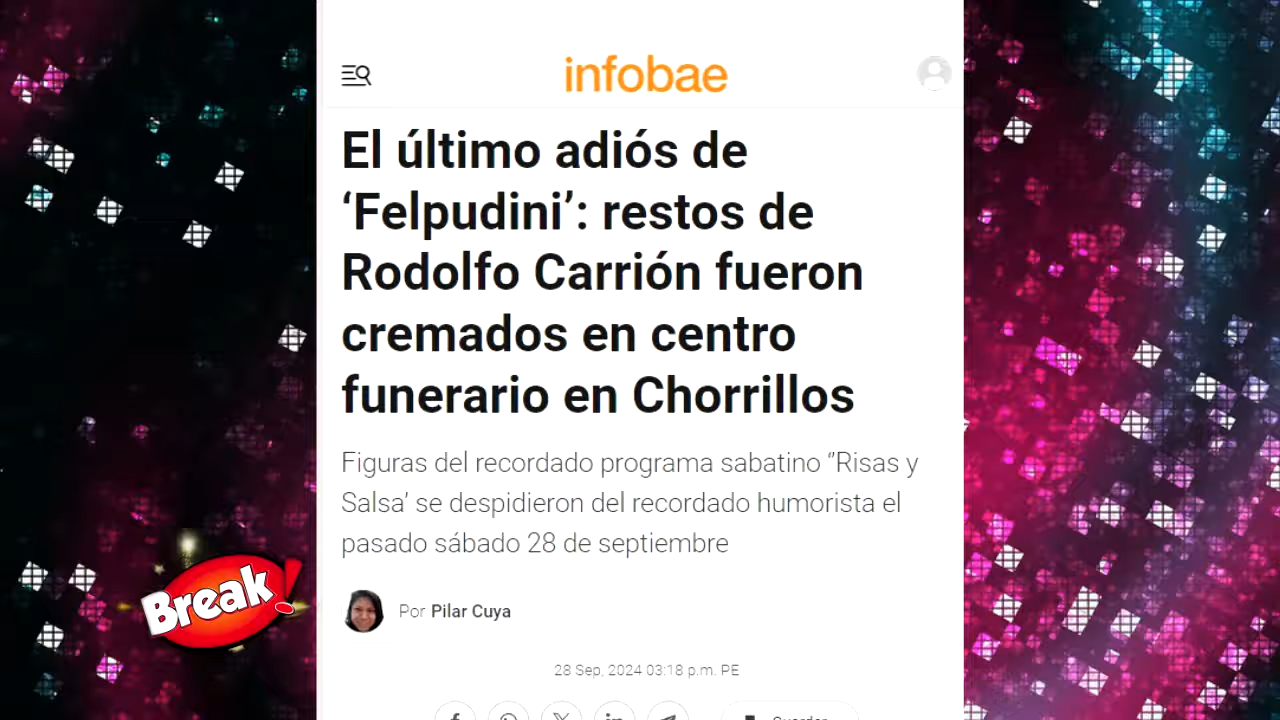 infobae
El último adiós de
‘Felpudini’: restos de
Rodolfo Carrión fueron
cremados en centro
funerario en Chorrillos
Figuras del recordado programa sabatino “Risas y
Salsa’ se despidieron del recordado humorista el
pasado sábado 28 de septiembre
Break!
Por Pilar Cuya
28 Sep, 2024 03:18 p.m. PE
Guardar